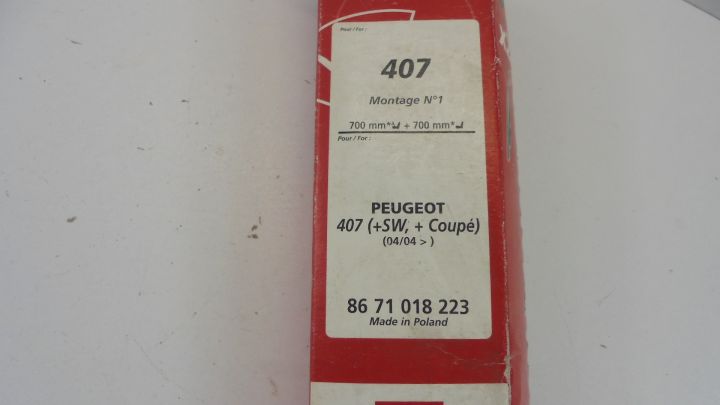 Pour / For :
407
Montage N°1
700 mm* + 700 mm*
Pour / For :
PEUGEOT
407 (+SW, + Coupé)
(04/04 > )
86 71 018 223
Made in Poland